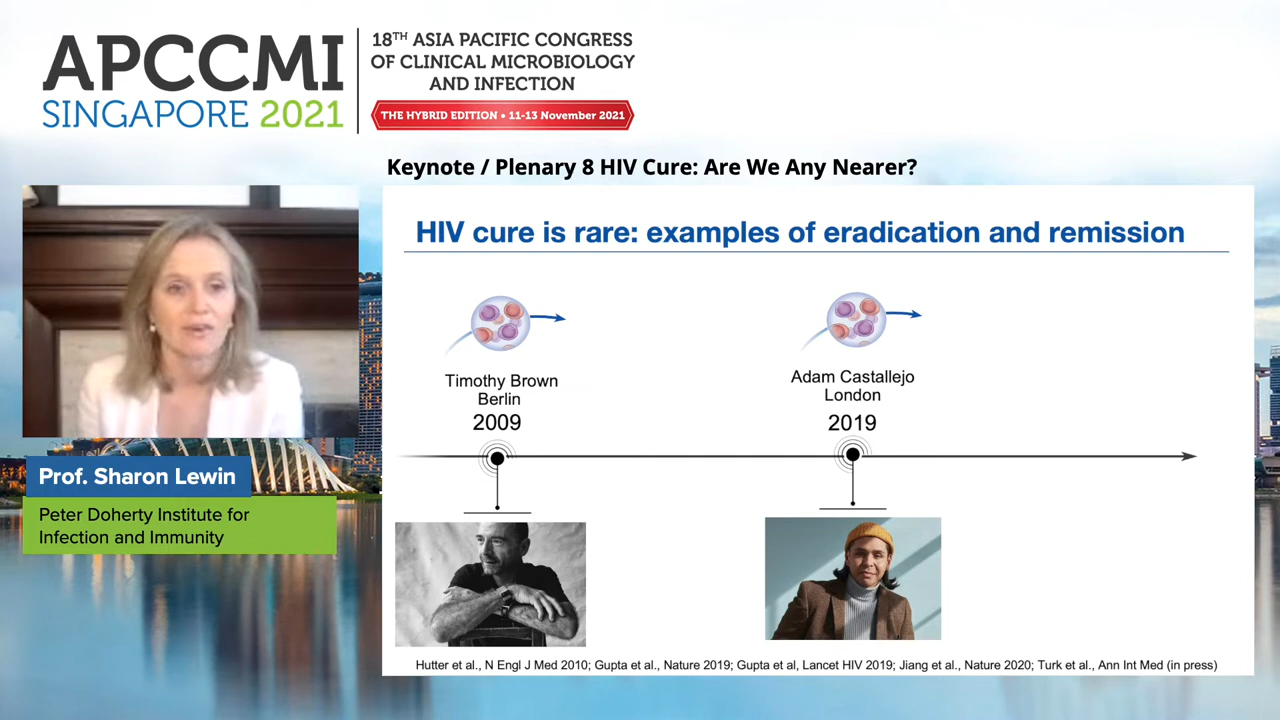 APCCMI
SINGAPORE 2021
18TH ASIA PACIFIC CONGRESS
OF CLINICAL MICROBIOLOGY
AND INFECTION
THE HYBRID EDITION • 11-13 November 2021
Keynote / Plenary 8 HIV Cure: Are We Any Nearer?
HIV cure is rare: examples of eradication and remission
Timothy Brown
Berlin
2009
Adam Castallejo
London
2019
Prof. Sharon Lewin
Peter Doherty Institute for
Infection and Immunity
Hutter et al., N Engl J Med 2010; Gupta et al., Nature 2019; Gupta et al, Lancet HIV 2019; Jiang et al., Nature 2020; Turk et al., Ann Int Med (in press)